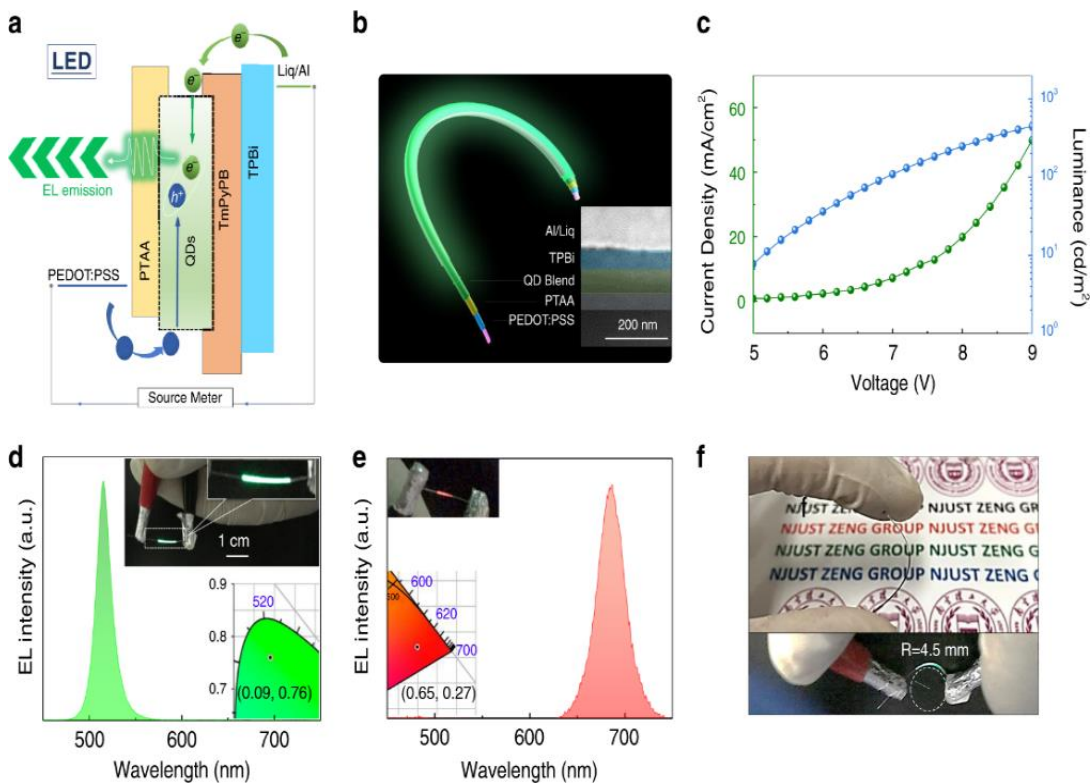 a
LED
e⁻
e⁻
Liq/Al
EL emission
e⁻
h⁺
PTAA
QDs
TmPyPB
TPBi
PEDOT:PSS
Source Meter
b
Al/Liq
TPBi
QD Blend
PTAA
PEDOT:PSS
200 nm
c
Current Density (mA/cm²)
60
40
20
0
10³
10²
10¹
10⁰
Luminance (cd/m²)
5 6 7 8 9
Voltage (V)
d
EL intensity (a.u.)
1 cm
0.9
0.8
0.7
520
(0.09, 0.76)
500 600 700
Wavelength (nm)
e
EL intensity (a.u.)
600
620
700
(0.65, 0.27)
500 600 700
Wavelength (nm)
f
NJUST ZENG GR
NJUST ZENG GROUP NJUST ZENG
NJUST ZENG GROUP NJUST ZENG
NJUST ZENG GROUP NJUST ZENG
R=4.5 mm